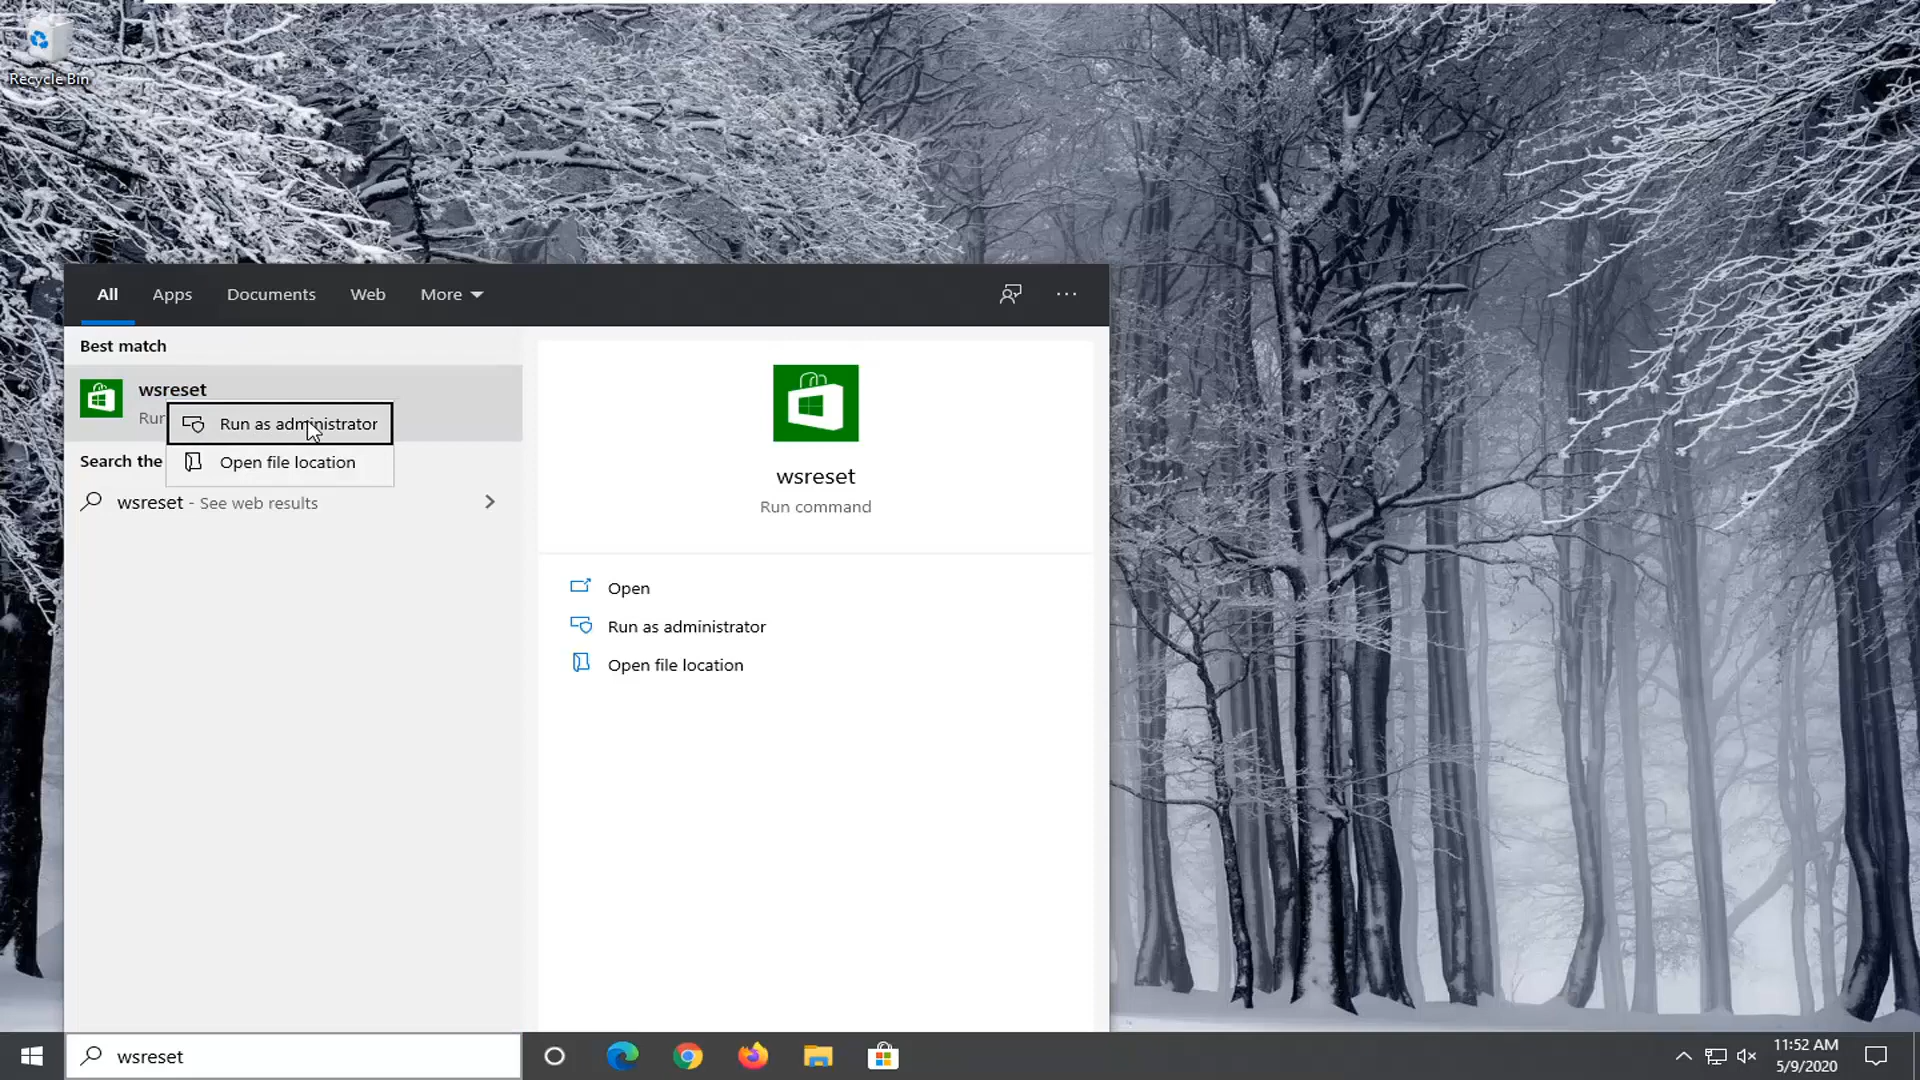 Recycle Bin
All Apps Documents Web More
Best match
wsreset
Run as administrator
Search the
Open file location
wsreset - See web results
wsreset
Run command
Open
Run as administrator
Open file location
wsreset
11:52 AM
5/9/2020